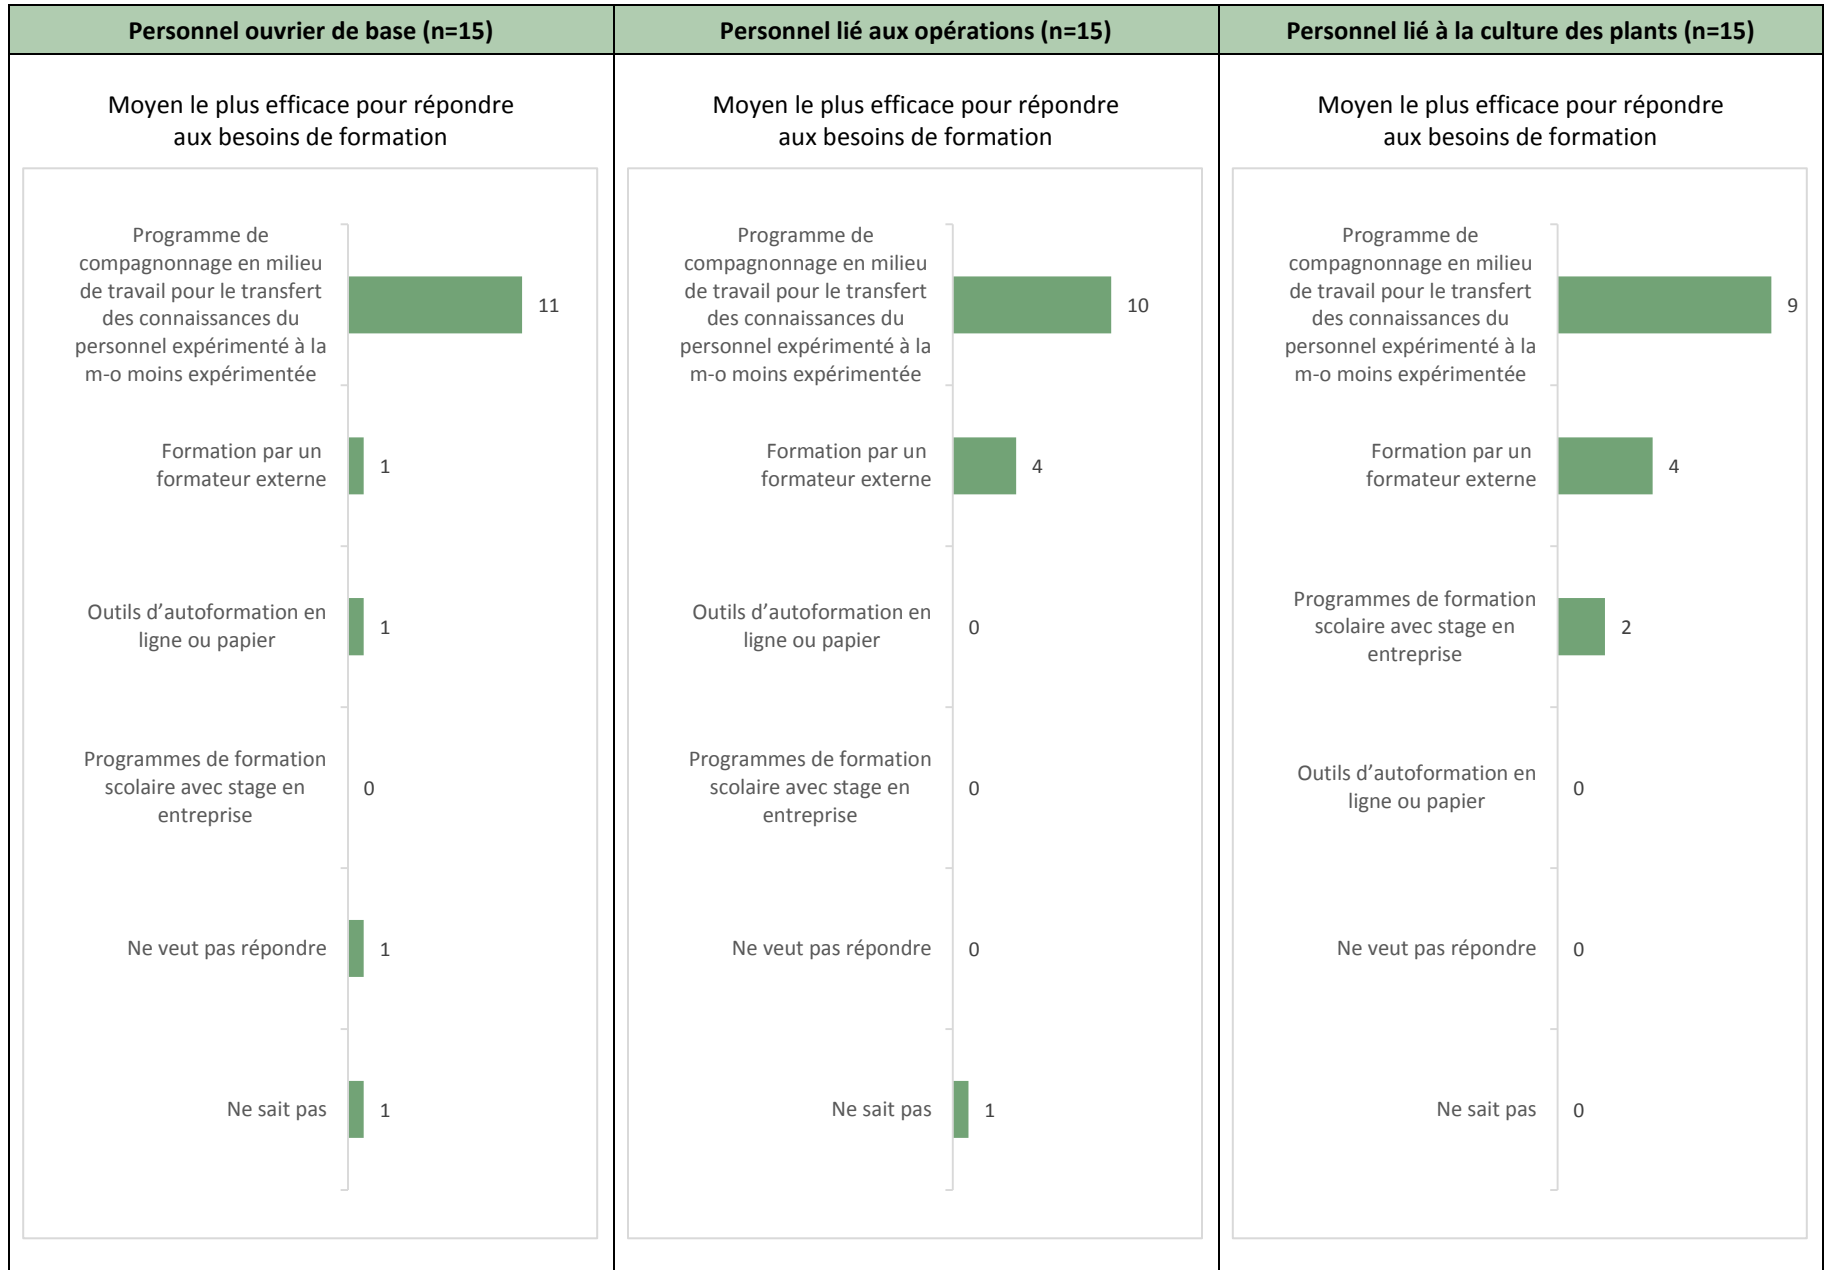 Personnel ouvrier de base (n=15)
Moyen le plus efficace pour répondre
aux besoins de formation
Programme de
compagnonnage en milieu
de travail pour le transfert
des connaissances du
personnel expérimenté à la
m-o moins expérimentée
11
Formation par un
formateur externe
1
Outils d’autoformation en
ligne ou papier
1
Programmes de formation
scolaire avec stage en
entreprise
0
Ne veut pas répondre
1
Ne sait pas
1
Personnel lié aux opérations (n=15)
Moyen le plus efficace pour répondre
aux besoins de formation
Programme de
compagnonnage en milieu
de travail pour le transfert
des connaissances du
personnel expérimenté à la
m-o moins expérimentée
10
Formation par un
formateur externe
4
Outils d’autoformation en
ligne ou papier
0
Programmes de formation
scolaire avec stage en
entreprise
0
Ne veut pas répondre
0
Ne sait pas
1
Personnel lié à la culture des plants (n=15)
Moyen le plus efficace pour répondre
aux besoins de formation
Programme de
compagnonnage en milieu
de travail pour le transfert
des connaissances du
personnel expérimenté à la
m-o moins expérimentée
9
Formation par un
formateur externe
4
Programmes de formation
scolaire avec stage en
entreprise
2
Outils d’autoformation en
ligne ou papier
0
Ne veut pas répondre
0
Ne sait pas
0